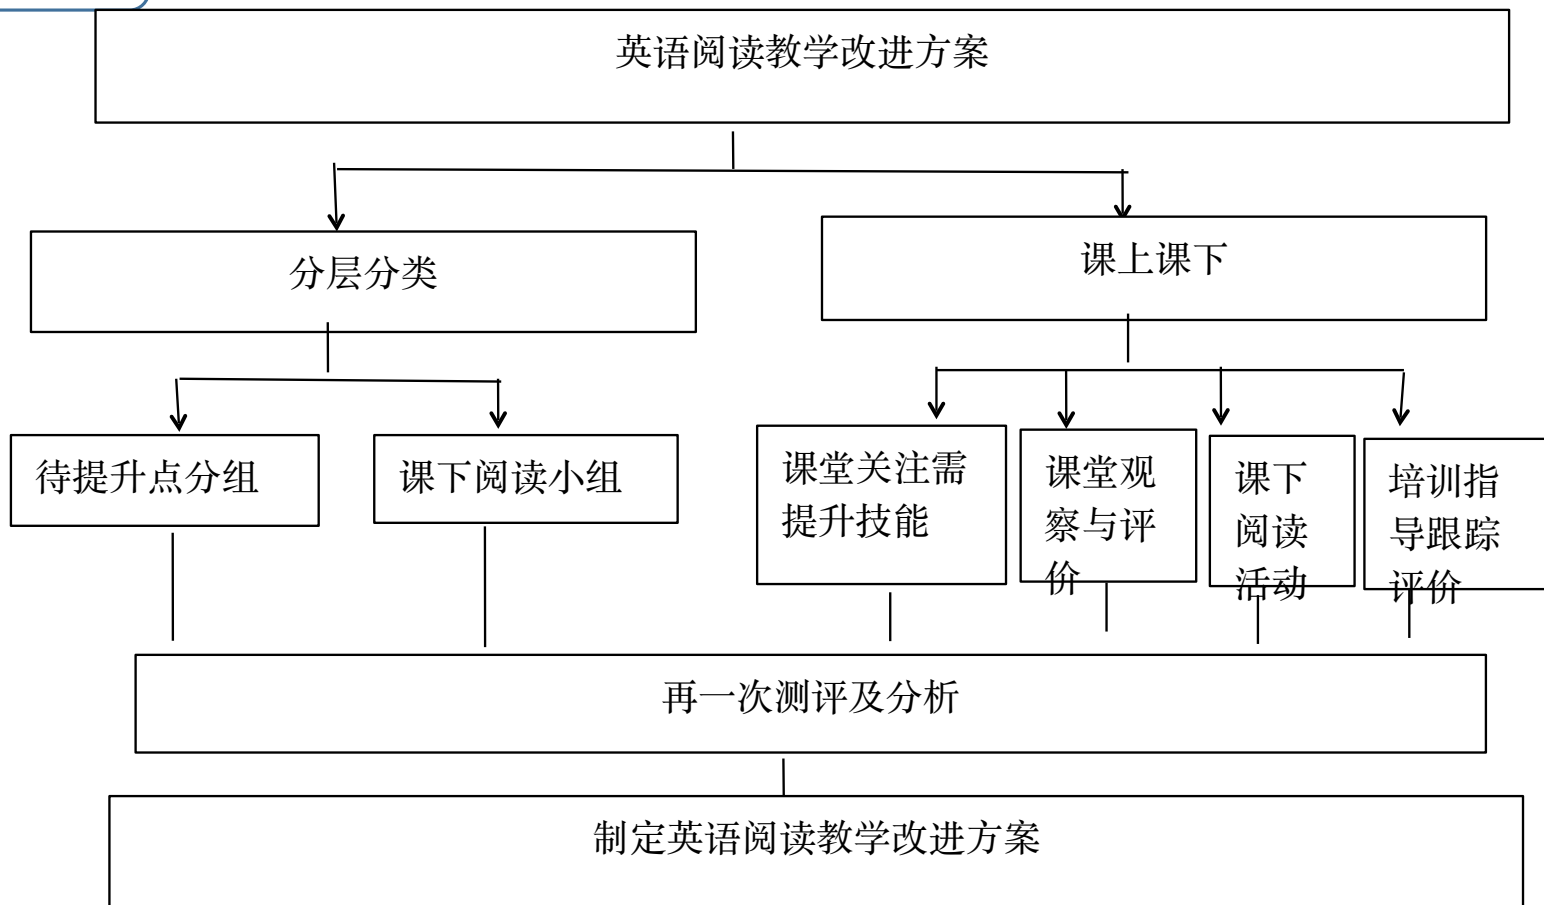 英语阅读教学改进方案
分层分类
课上课下
待提升点分组
课下阅读小组
课堂关注需
提升技能
课堂观
察与评
价
课下
阅读
活动
培训指
导跟踪
评价
再一次测评及分析
制定英语阅读教学改进方案